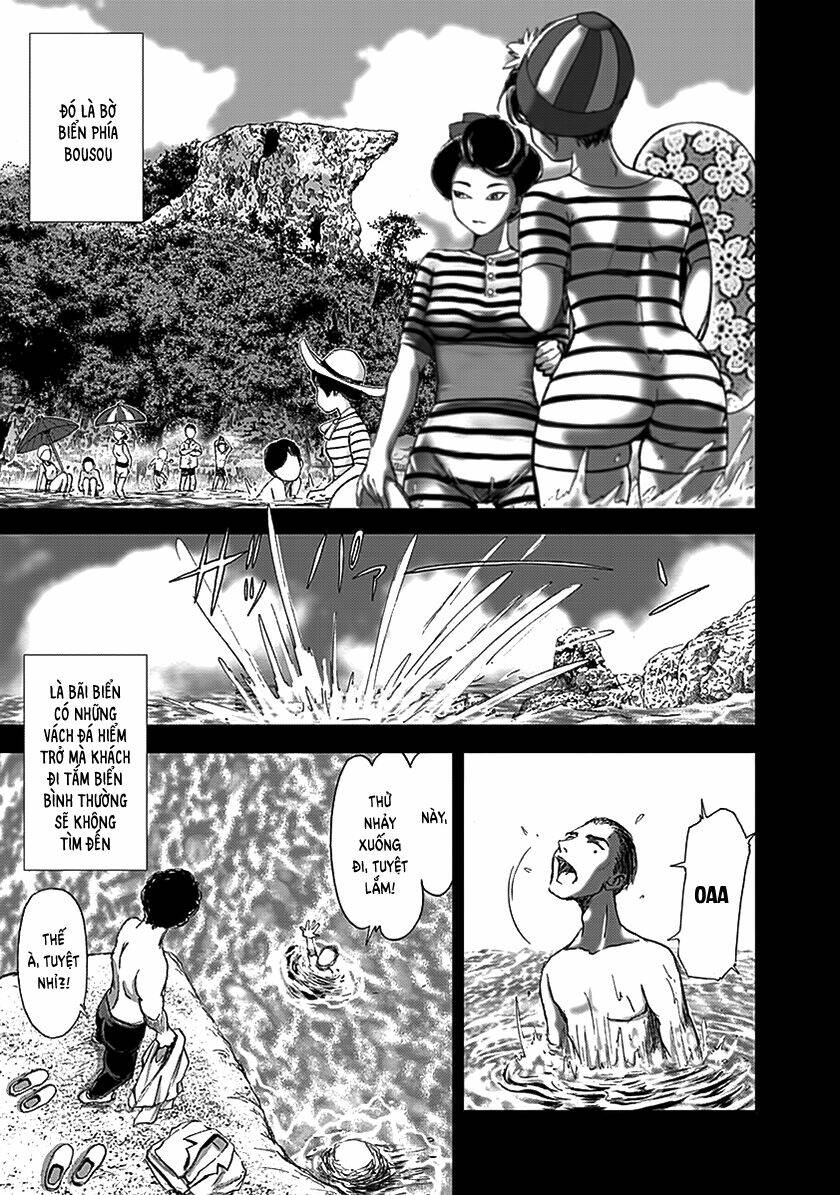 ĐÓ LÀ BỜ
BIỂN PHÍA
BOUSOU
LÀ BÃI BIỂN
CÓ NHỮNG
VÁCH ĐÁ HIỂM
TRỞ MÀ KHÁCH
ĐI TẮM BIỂN
BÌNH THƯỜNG
SẼ KHÔNG
TÌM ĐẾN
OAA
NÀY,
THỬ
NHẢY
XUỐNG
ĐI, TUYỆT
LẮM!
THẾ
À, TUYỆT
NHỈ?!